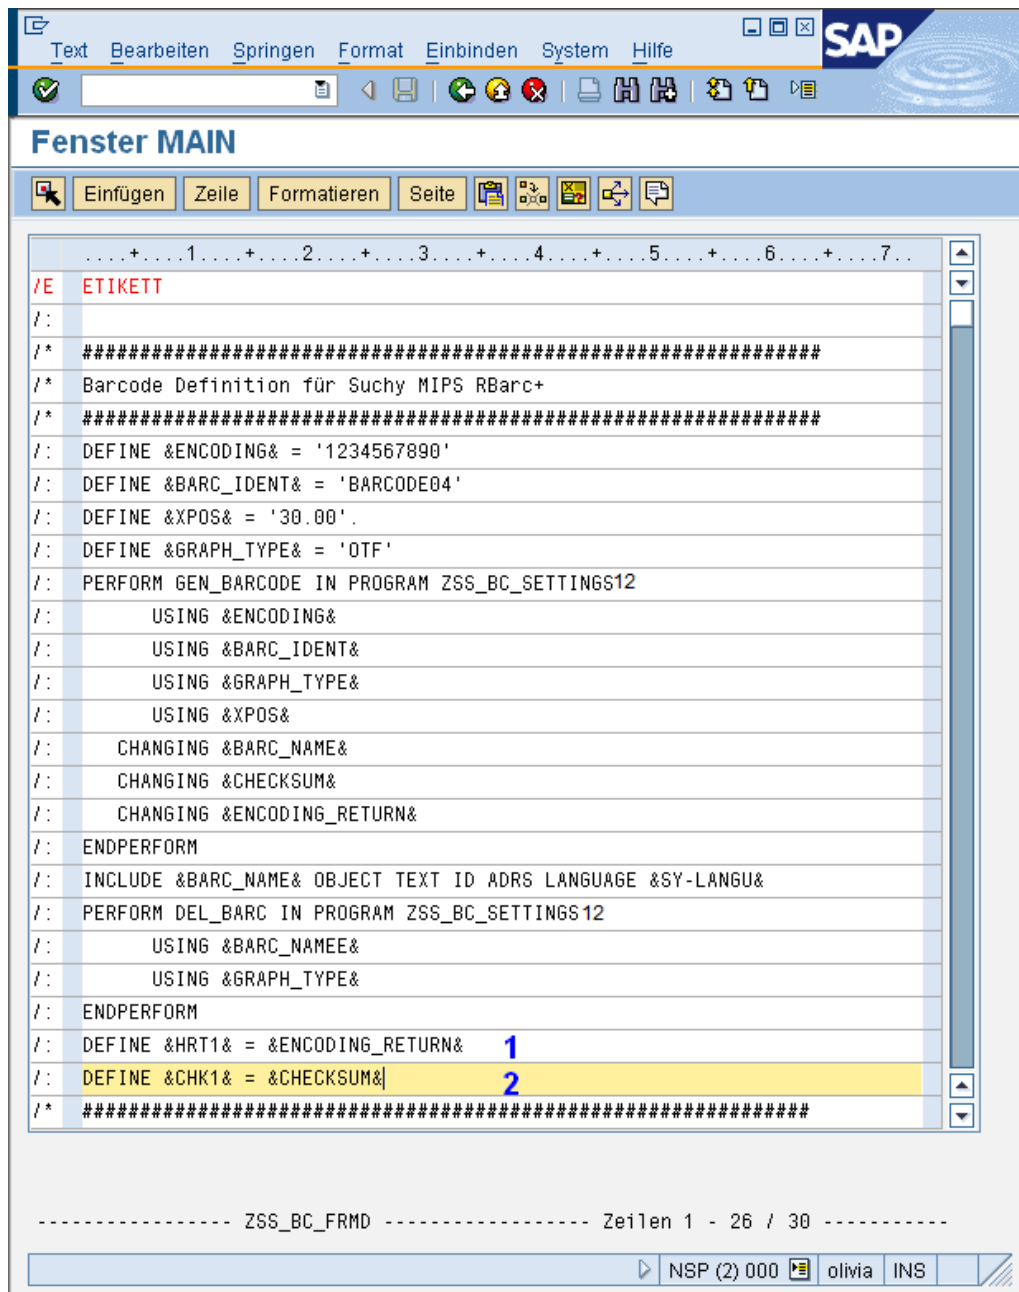 Text Bearbeiten Springen Format Einbinden System Hilfe
SAP
Fenster MAIN
Einfügen Zeile Formatieren Seite
....+....1....+....2....+....3....+....4....+....5....+....6....+....7..
/E ETIKETT
/:
/* ################################################################
/* Barcode Definition für Suchy MIPS RBarc+
/* ################################################################
/: DEFINE &ENCODING& = '1234567890'
/: DEFINE &BARC_IDENT& = 'BARCODE04'
/: DEFINE &XPOS& = '30.00'.
/: DEFINE &GRAPH_TYPE& = 'OTF'
/: PERFORM GEN_BARCODE IN PROGRAM ZSS_BC_SETTINGS12
/: USING &ENCODING&
/: USING &BARC_IDENT&
/: USING &GRAPH_TYPE&
/: USING &XPOS&
/: CHANGING &BARC_NAME&
/: CHANGING &CHECKSUM&
/: CHANGING &ENCODING_RETURN&
/: ENDPERFORM
/: INCLUDE &BARC_NAME& OBJECT TEXT ID ADRS LANGUAGE &SY-LANGU&
/: PERFORM DEL_BARC IN PROGRAM ZSS_BC_SETTINGS12
/: USING &BARC_NAMEE&
/: USING &GRAPH_TYPE&
/: ENDPERFORM
/: DEFINE &HRT1& = &ENCODING_RETURN& 1
/: DEFINE &CHK1& = &CHECKSUM& 2
/* ###############################################################
----------------- ZSS_BC_FRMD ------------------ Zeilen 1 - 26 / 30 -----------
NSP (2) 000 olivia INS